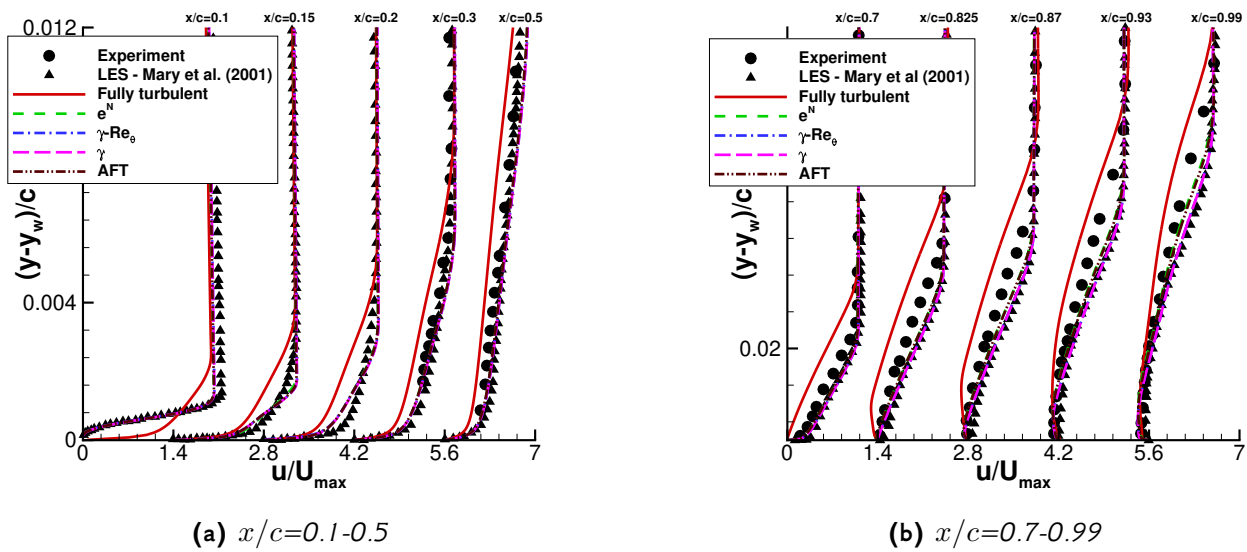 x/c=0.1 x/c=0.15 x/c=0.2 x/c=0.3 x/c=0.5
0.012
Experiment
LES - Mary et al. (2001)
Fully turbulent
e^N
γ-Re_θ
γ
AFT
(y-y_w)/c
0.004
0
0 1.4 2.8 4.2 5.6 7
u/U_max
(a) x/c=0.1-0.5
x/c=0.7 x/c=0.825 x/c=0.87 x/c=0.93 x/c=0.99
Experiment
LES - Mary et al (2001)
Fully turbulent
e^N
γ-Re_θ
γ
AFT
(y-y_w)/c
0.02
0 1.4 2.8 4.2 5.6 7
u/U_max
(b) x/c=0.7-0.99